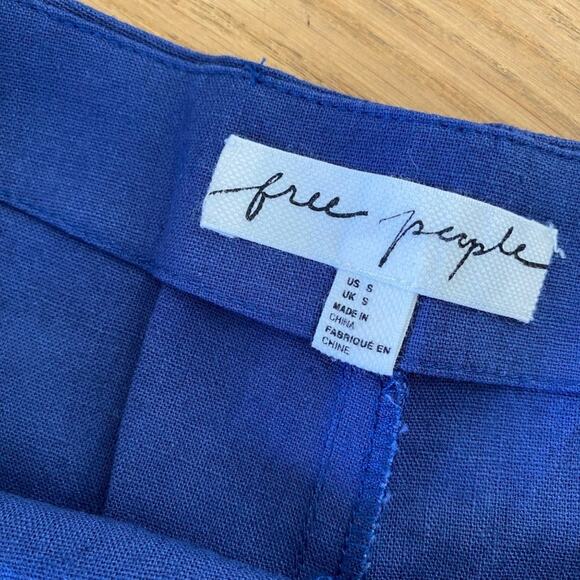 free people
US S
UK S
MADE IN
CHINA
FABRIQUÉ EN
CHINE